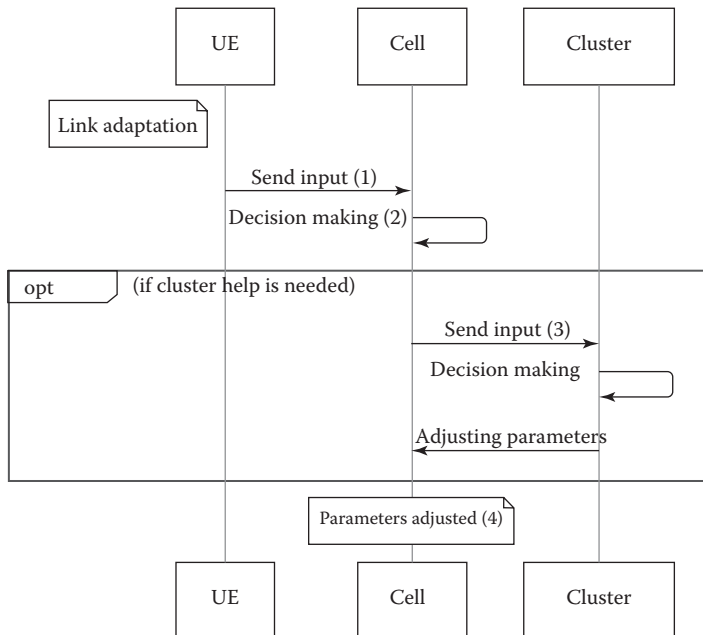 UE
Cell
Cluster
Link adaptation
Send input (1)
Decision making (2)
opt
(if cluster help is needed)
Send input (3)
Decision making
Adjusting parameters
Parameters adjusted (4)
UE
Cell
Cluster